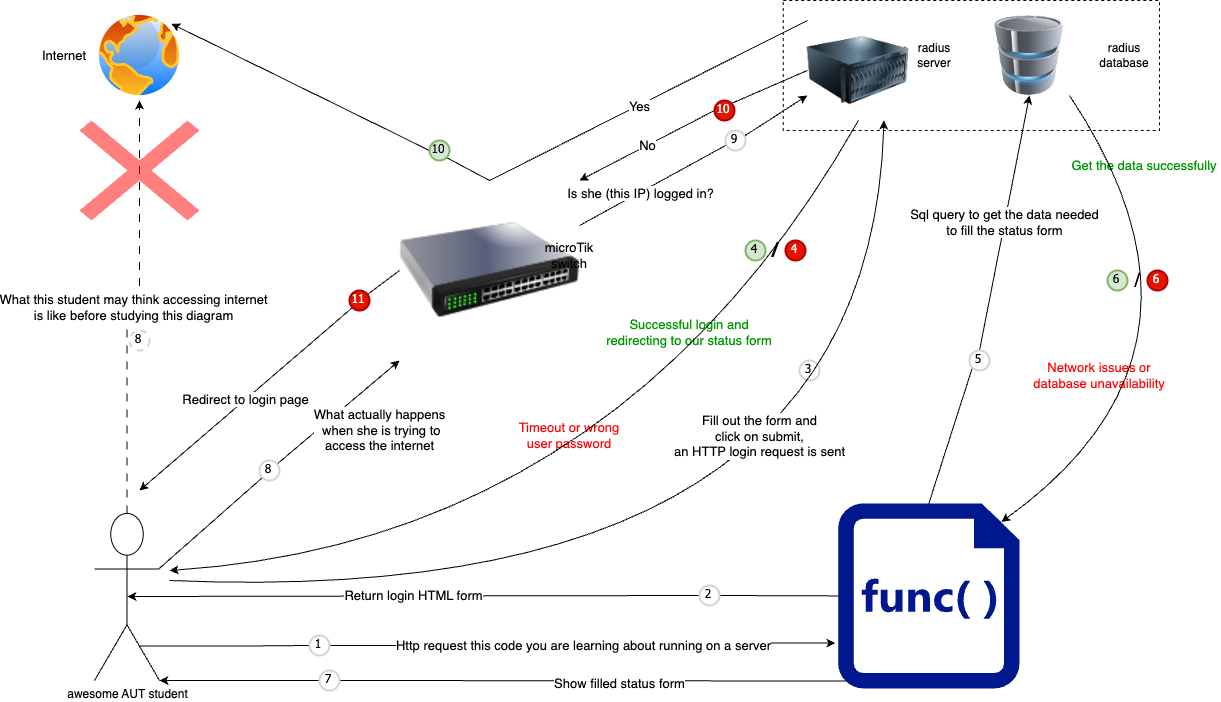 Internet
radius
server
radius
database
Yes
10
10
No
9
10
Is she (this IP) logged in?
Get the data successfully
Sql query to get the data needed
to fill the status form
microTik
switch
4 / 4
6 / 6
11
What this student may think accessing internet
is like before studying this diagram
8
Successful login and
redirecting to our status form
5
3
Network issues or
database unavailability
Redirect to login page
What actually happens
when she is trying to
access the internet
8
Timeout or wrong
user password
Fill out the form and
click on submit,
an HTTP login request is sent
func( )
Return login HTML form
2
1
Http request this code you are learning about running on a server
7
Show filled status form
awesome AUT student